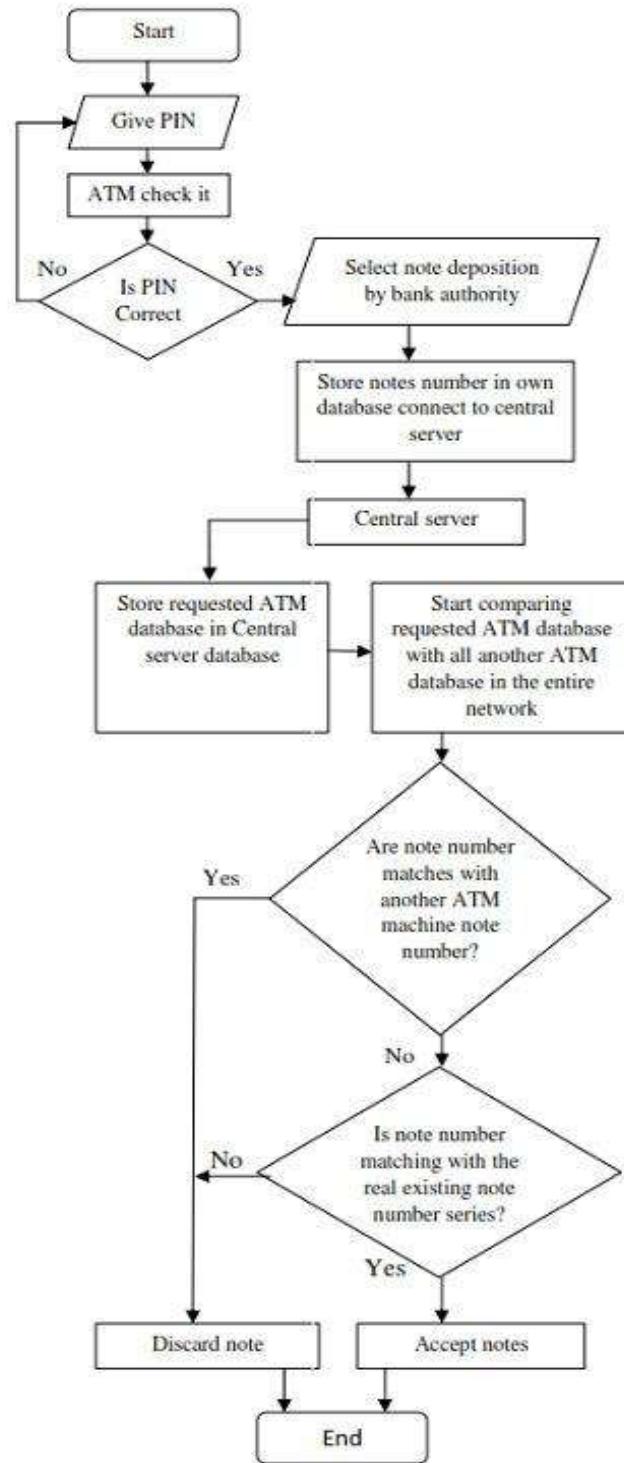 Start
Give PIN
ATM check it
No
Yes
Is PIN
Correct
Select note deposition
by bank authority
Store notes number in own
database connect to central
server
Central server
Store requested ATM
database in Central
server database
Start comparing
requested ATM database
with all another ATM
database in the entire
network
Yes
Are note number
matches with
another ATM
machine note
number?
No
No
Is note number
matching with the
real existing note
number series?
Yes
Discard note
Accept notes
End